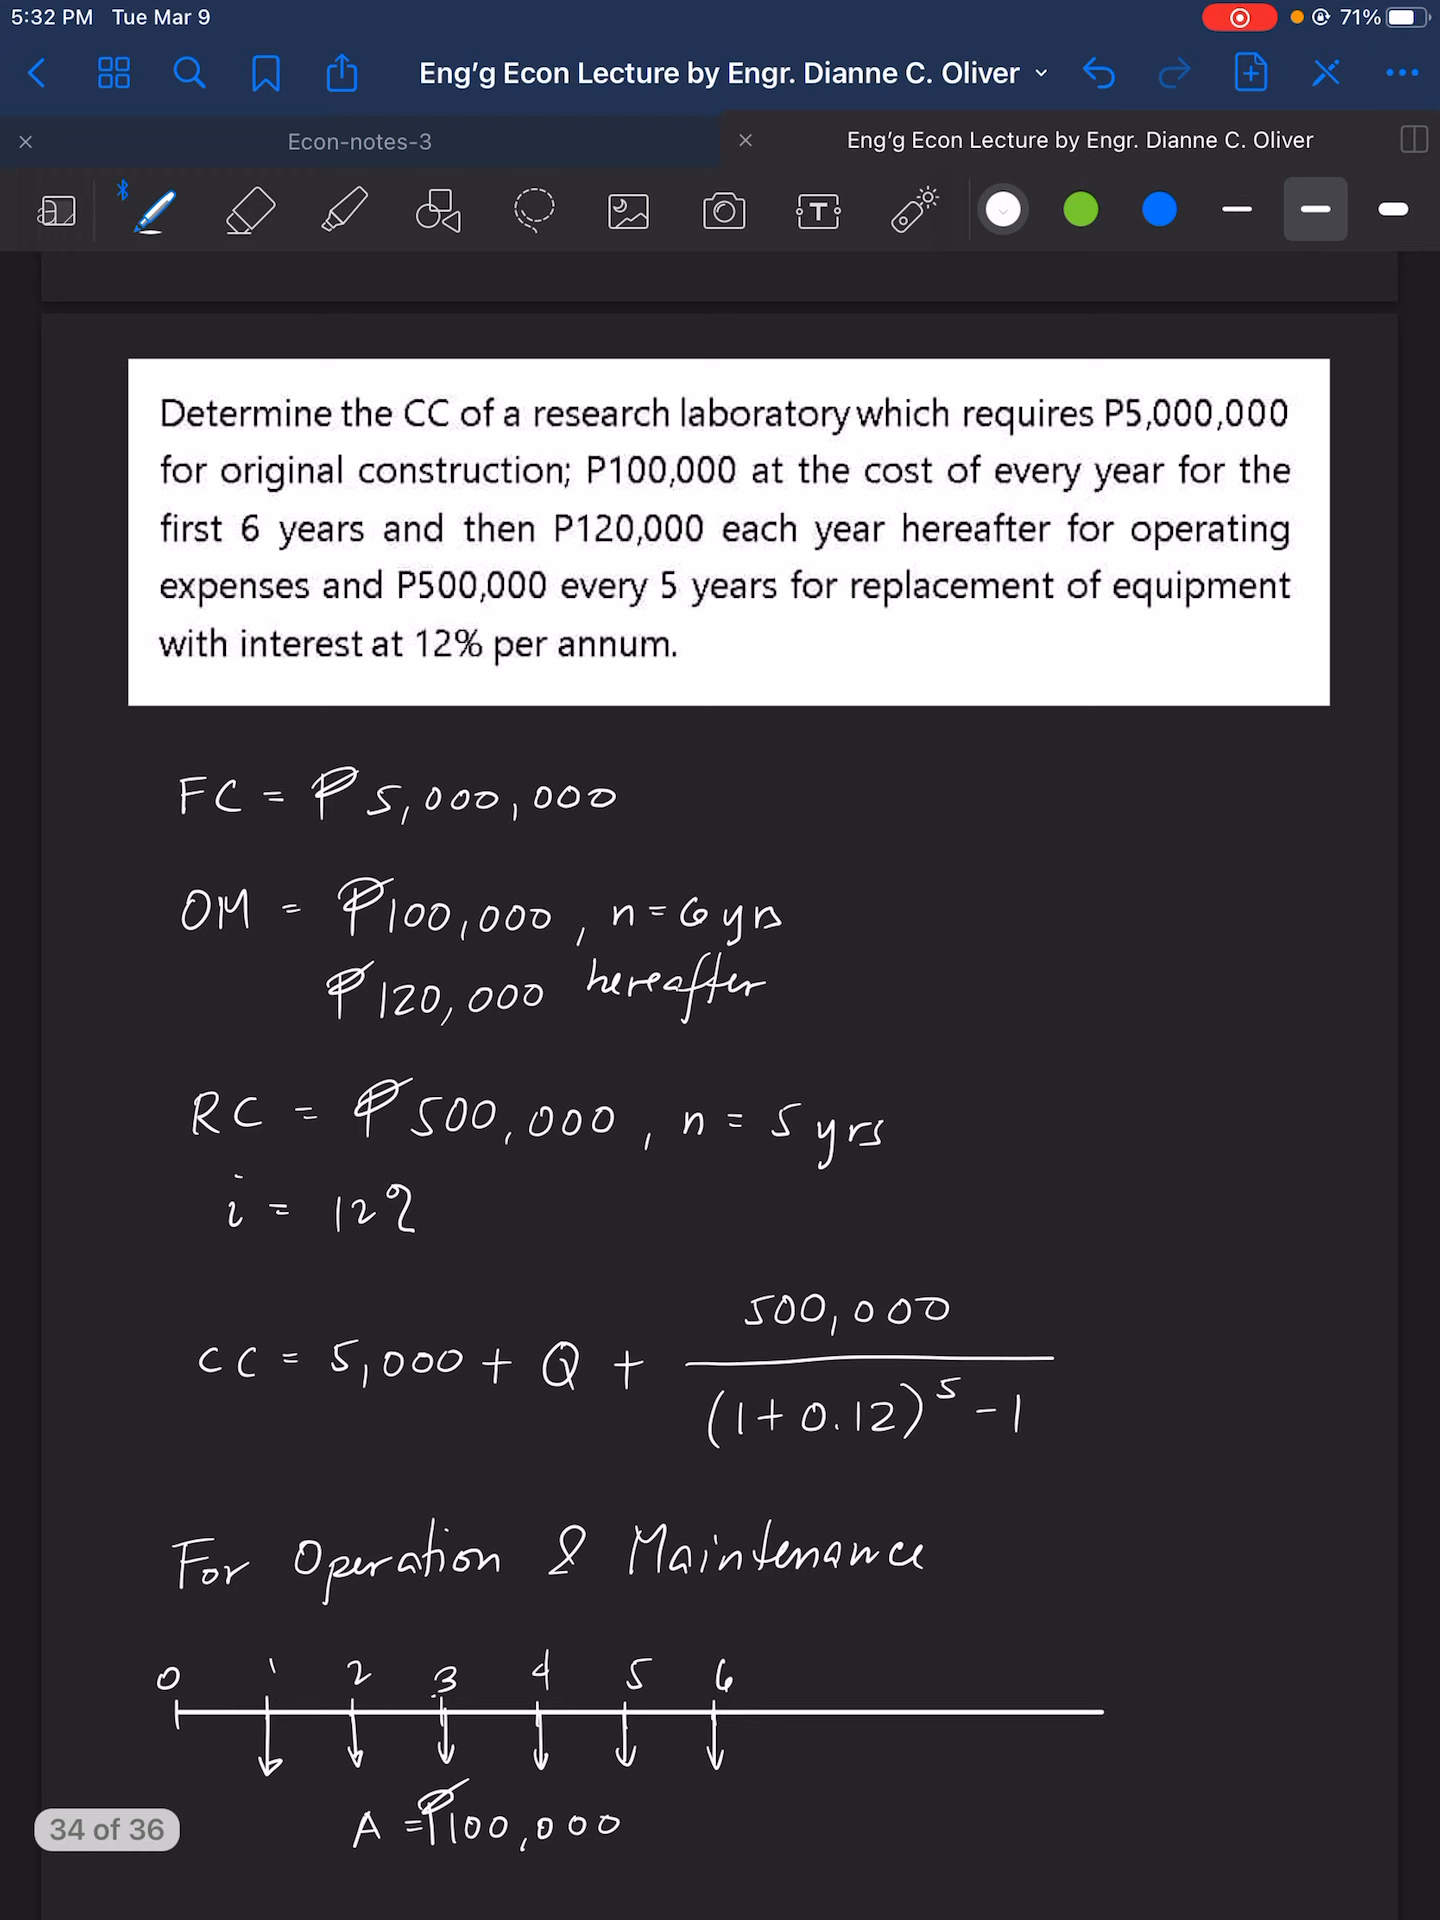 5:32 PM Tue Mar 9
71%
Eng'g Econ Lecture by Engr. Dianne C. Oliver
Econ-notes-3
Eng'g Econ Lecture by Engr. Dianne C. Oliver
T
Determine the CC of a research laboratory which requires P5,000,000
for original construction; P100,000 at the cost of every year for the
first 6 years and then P120,000 each year hereafter for operating
expenses and P500,000 every 5 years for replacement of equipment
with interest at 12% per annum.
FC = ₱5,000,000
OM = ₱100,000, n=6 yrs
₱120,000 hereafter
RC = ₱500,000, n = 5 yrs
i = 12%
CC = 5,000 + Q + 500,000
(1+0.12)⁵-1
For Operation & Maintenance
0 1 2 3 4 5 6
A =₱100,000
34 of 36